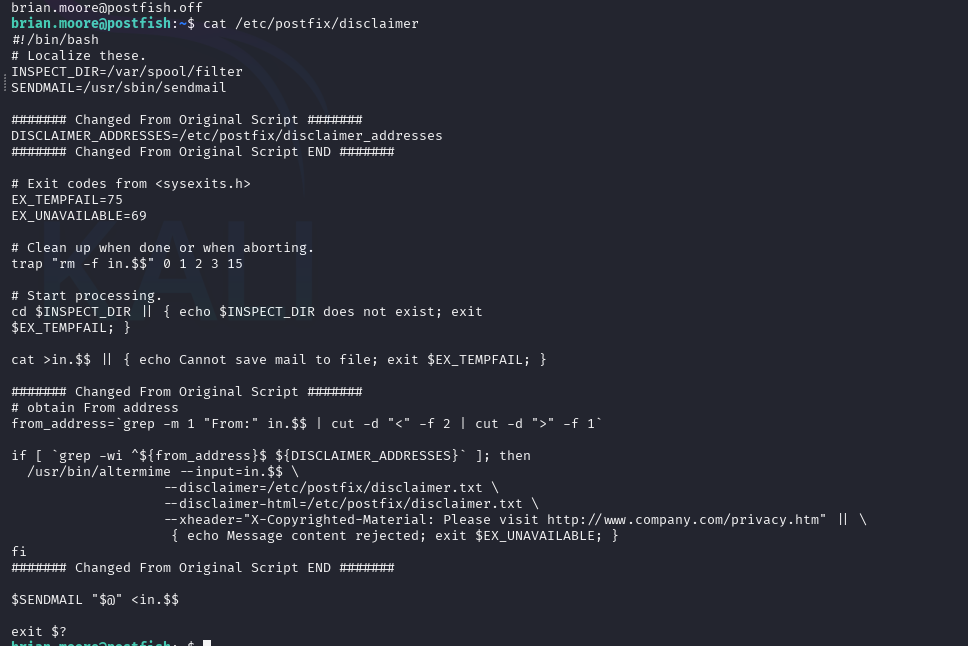 brian.moore@postfish.off
brian.moore@postfish:~$ cat /etc/postfix/disclaimer
#!/bin/bash
# Localize these.
INSPECT_DIR=/var/spool/filter
SENDMAIL=/usr/sbin/sendmail
####### Changed From Original Script #######
DISCLAIMER_ADDRESSES=/etc/postfix/disclaimer_addresses
####### Changed From Original Script END #######
# Exit codes from <sysexits.h>
EX_TEMPFAIL=75
EX_UNAVAILABLE=69
# Clean up when done or when aborting.
trap "rm -f in.$$" 0 1 2 3 15
# Start processing.
cd $INSPECT_DIR || { echo $INSPECT_DIR does not exist; exit
$EX_TEMPFAIL; }
cat >in.$$ || { echo Cannot save mail to file; exit $EX_TEMPFAIL; }
####### Changed From Original Script #######
# obtain From address
from_address=`grep -m 1 "From:" in.$$ | cut -d "<" -f 2 | cut -d ">" -f 1`
if [ `grep -wi ^${from_address}$ ${DISCLAIMER_ADDRESSES}` ]; then
  /usr/bin/altermime --input=in.$$ \
                   --disclaimer=/etc/postfix/disclaimer.txt \
                   --disclaimer-html=/etc/postfix/disclaimer.txt \
                   --xheader="X-Copyrighted-Material: Please visit http://www.company.com/privacy.htm" || \
                    { echo Message content rejected; exit $EX_UNAVAILABLE; }
fi
####### Changed From Original Script END #######
$SENDMAIL "$@" <in.$$
exit $?
brian.moore@postfish:~$
KALI